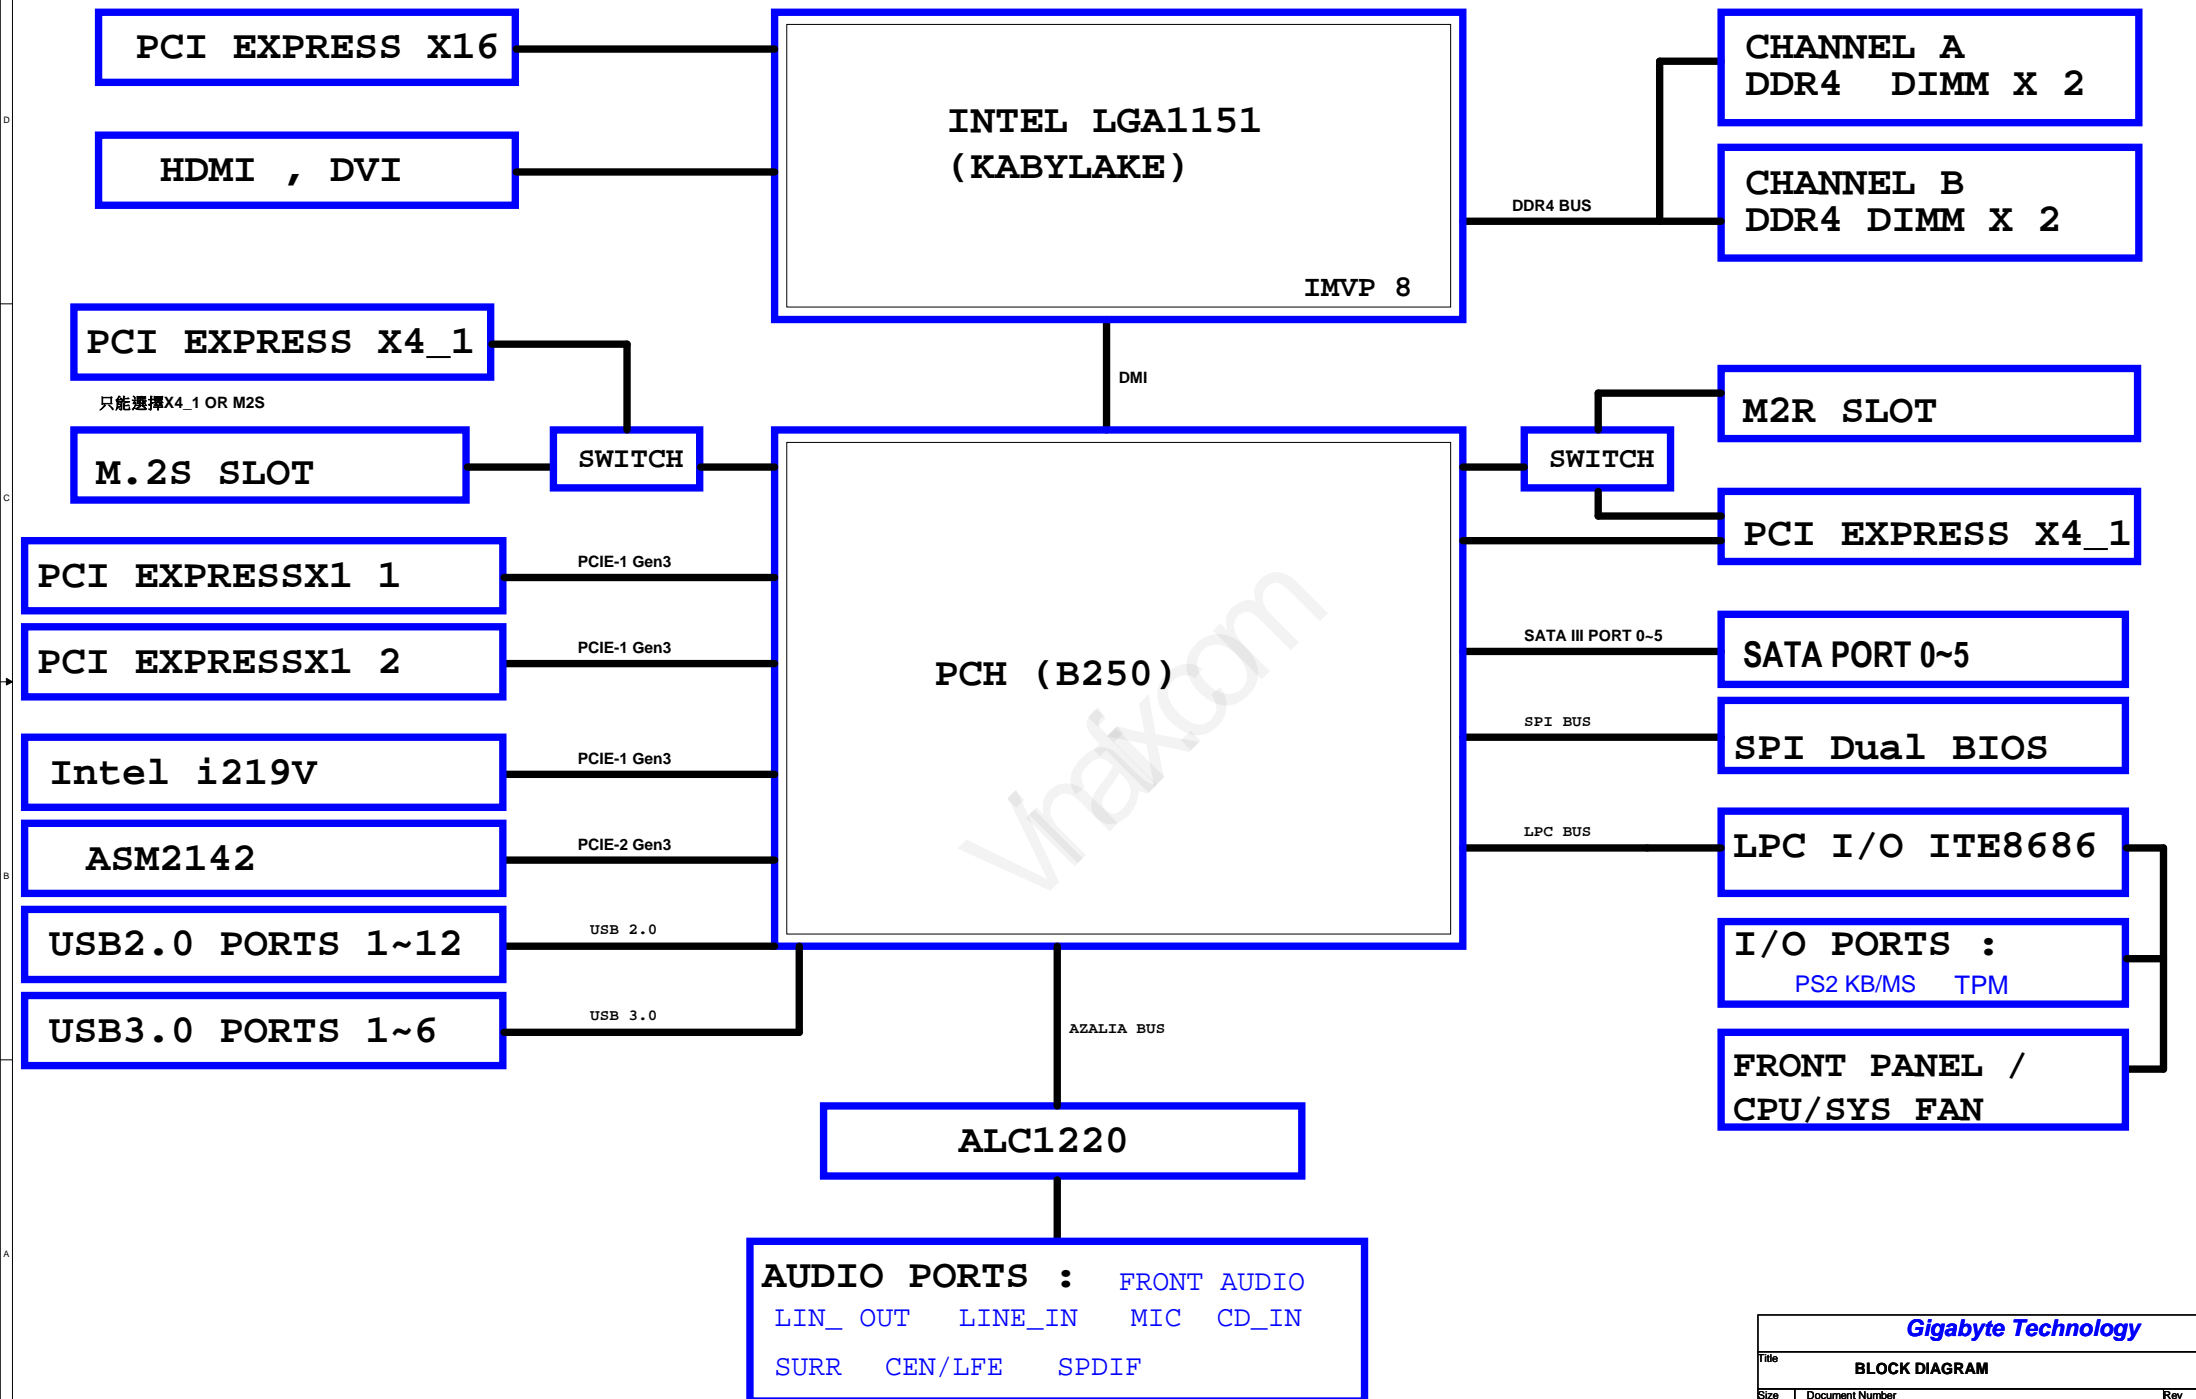 PCI EXPRESS X16
HDMI , DVI
INTEL LGA1151
(KABYLAKE)
IMVP 8
CHANNEL A
DDR4 DIMM X 2
CHANNEL B
DDR4 DIMM X 2
DDR4 BUS
D
PCI EXPRESS X4_1
只能選擇X4_1 OR M2S
M.2S SLOT
SWITCH
DMI
SWITCH
M2R SLOT
PCI EXPRESS X4_1
C
PCI EXPRESSX1 1
PCIE-1 Gen3
PCI EXPRESSX1 2
PCIE-1 Gen3
Intel i219V
PCIE-1 Gen3
ASM2142
PCIE-2 Gen3
USB2.0 PORTS 1~12
USB 2.0
USB3.0 PORTS 1~6
USB 3.0
B
PCH (B250)
Vinafix.com
SATA III PORT 0~5
SATA PORT 0~5
SPI BUS
SPI Dual BIOS
LPC BUS
LPC I/O ITE8686
I/O PORTS :
PS2 KB/MS TPM
FRONT PANEL /
CPU/SYS FAN
AZALIA BUS
ALC1220
A
AUDIO PORTS : FRONT AUDIO
LIN_ OUT LINE_IN MIC CD_IN
SURR CEN/LFE SPDIF
Gigabyte Technology
Title
BLOCK DIAGRAM
Size Document Number Rev